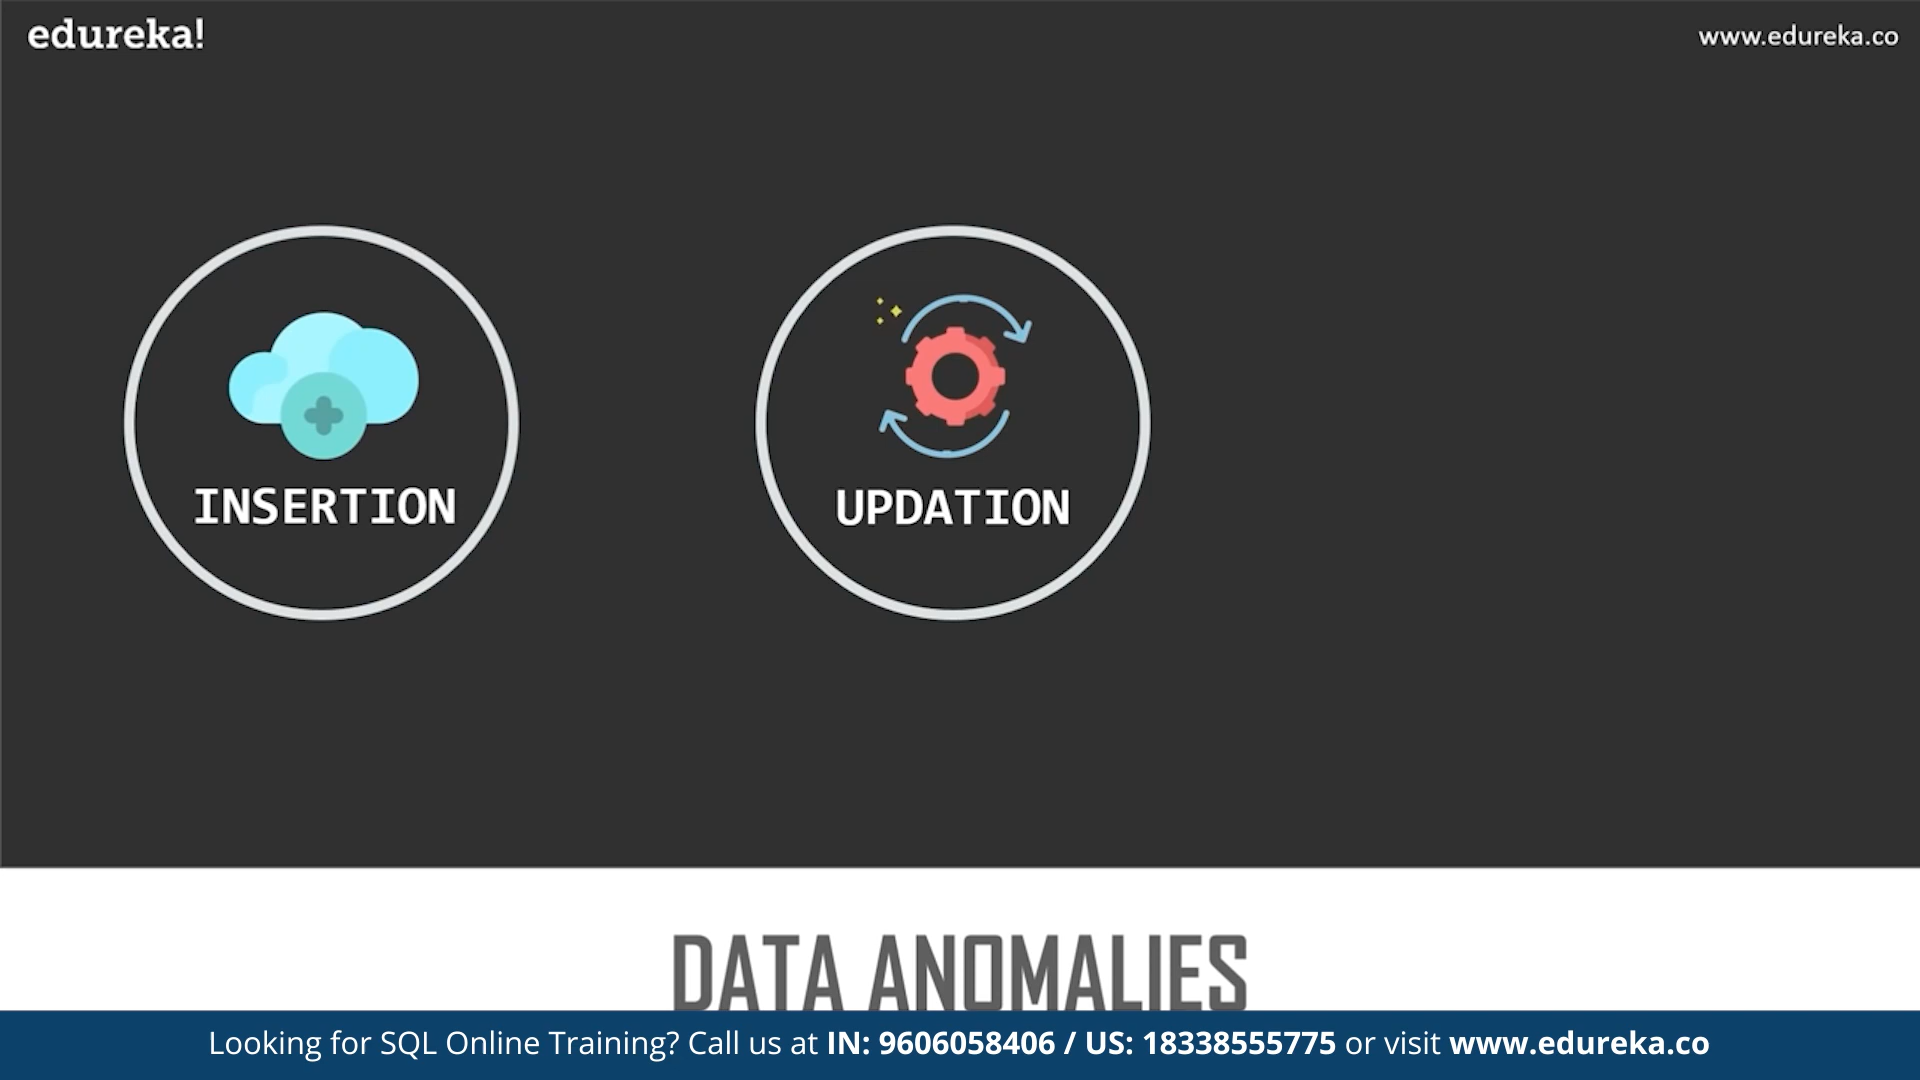 edureka!
www.edureka.co
INSERTION
UPDATION
DATA ANOMALIES
Looking for SQL Online Training? Call us at IN: 9606058406 / US: 18338555775 or visit www.edureka.co